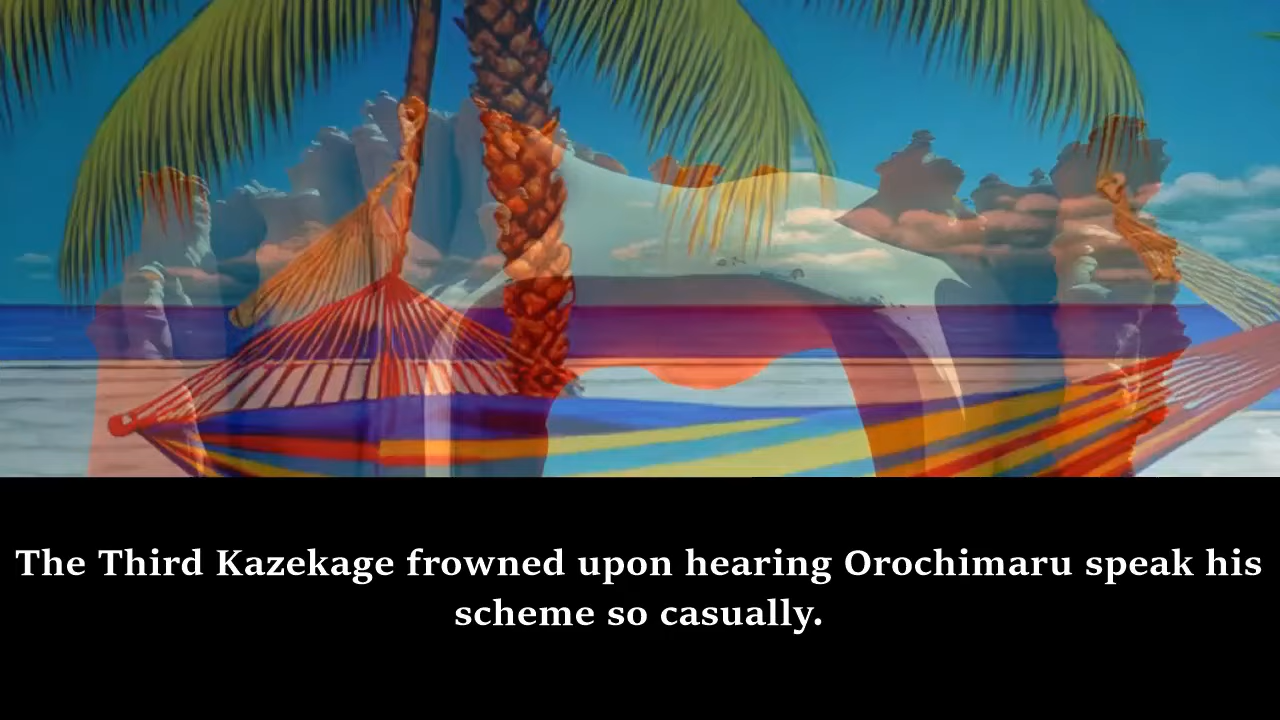 The Third Kazekage frowned upon hearing Orochimaru speak his
scheme so casually.